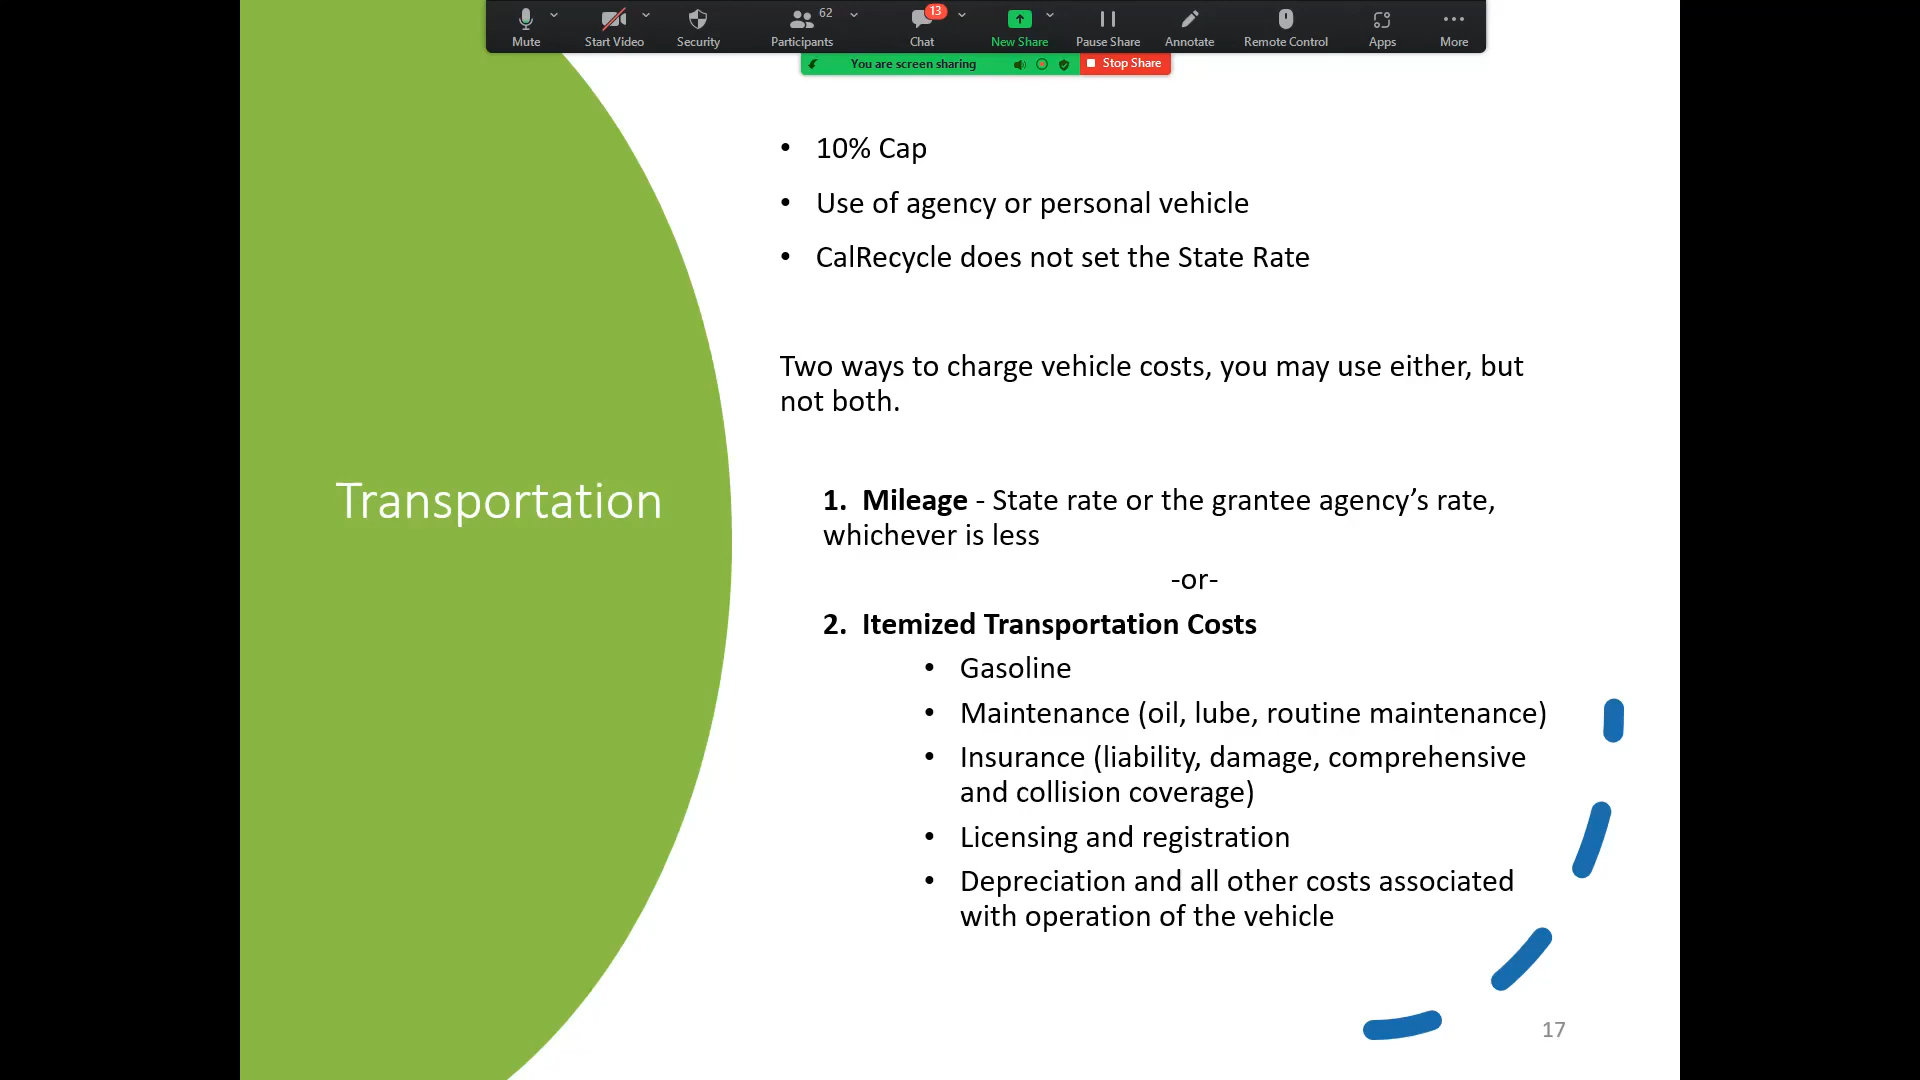 62
13
Mute
Start Video
Security
Participants
Chat
New Share
Pause Share
Annotate
Remote Control
Apps
More
You are screen sharing
Stop Share
• 10% Cap
• Use of agency or personal vehicle
• CalRecycle does not set the State Rate
Two ways to charge vehicle costs, you may use either, but
not both.
Transportation
1. Mileage - State rate or the grantee agency’s rate,
whichever is less
-or-
2. Itemized Transportation Costs
• Gasoline
• Maintenance (oil, lube, routine maintenance)
• Insurance (liability, damage, comprehensive
and collision coverage)
• Licensing and registration
• Depreciation and all other costs associated
with operation of the vehicle
17